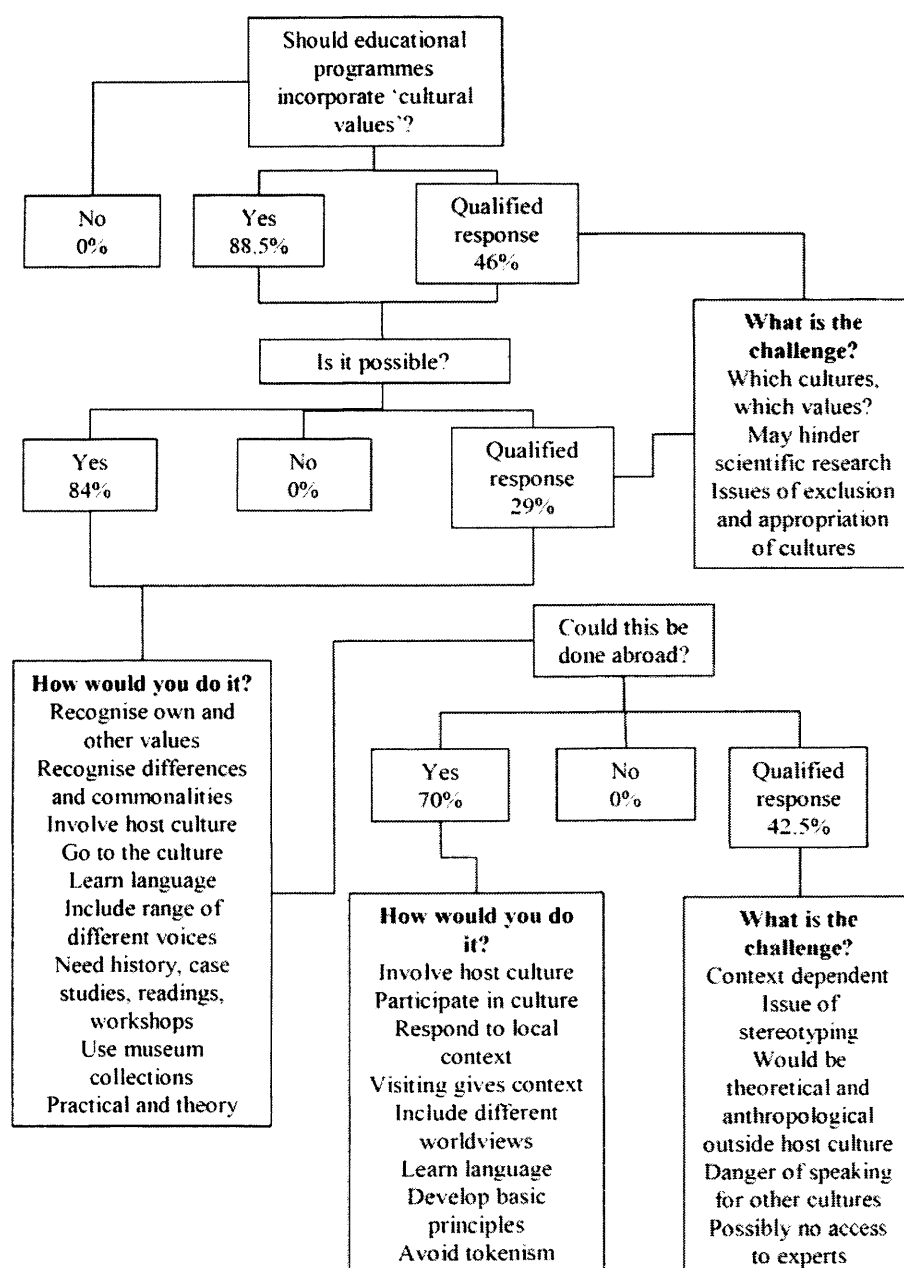 Should educational
programmes
incorporate ‘cultural
values’?
No
0%
Yes
88.5%
Qualified
response
46%
What is the
challenge?
Which cultures,
which values?
May hinder
scientific research
Issues of exclusion
and appropriation
of cultures
Is it possible?
Yes
84%
No
0%
Qualified
response
29%
Could this be
done abroad?
How would you do it?
Recognise own and
other values
Recognise differences
and commonalities
Involve host culture
Go to the culture
Learn language
Include range of
different voices
Need history, case
studies, readings,
workshops
Use museum
collections
Practical and theory
Yes
70%
No
0%
Qualified
response
42.5%
How would you do
it?
Involve host culture
Participate in culture
Respond to local
context
Visiting gives context
Include different
worldviews
Learn language
Develop basic
principles
Avoid tokenism
What is the
challenge?
Context dependent
Issue of
stereotyping
Would be
theoretical and
anthropological
outside host culture
Danger of speaking
for other cultures
Possibly no access
to experts